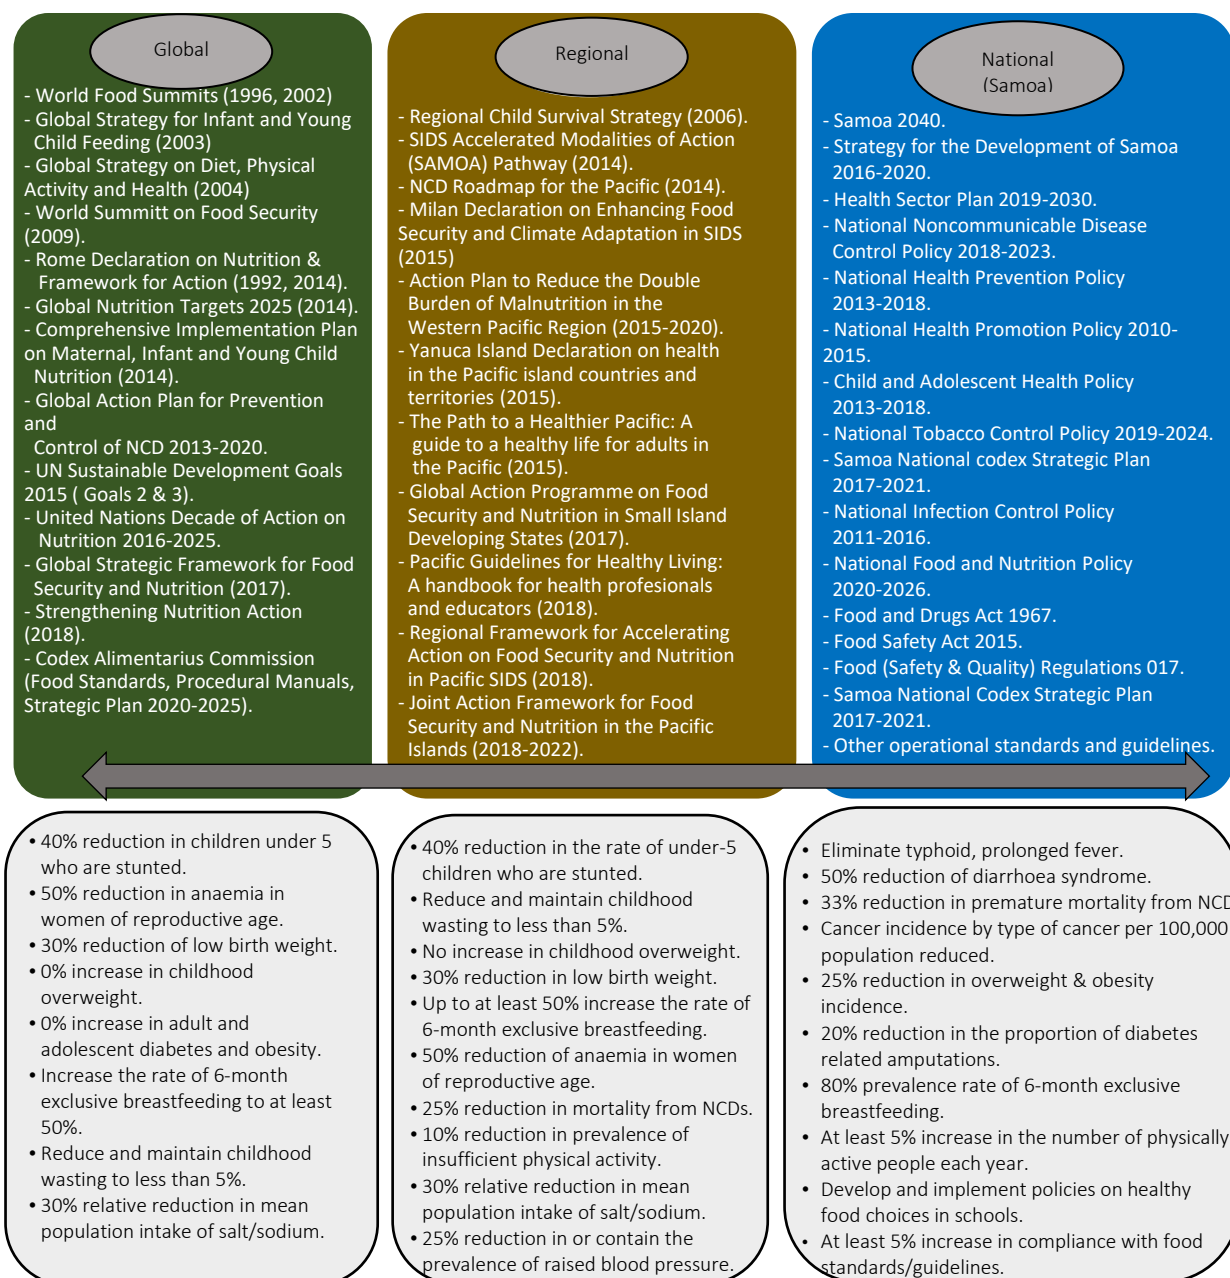 Global
- World Food Summits (1996, 2002)
- Global Strategy for Infant and Young
Child Feeding (2003)
- Global Strategy on Diet, Physical
Activity and Health (2004)
- World Summitt on Food Security
(2009).
- Rome Declaration on Nutrition &
Framework for Action (1992, 2014).
- Global Nutrition Targets 2025 (2014).
- Comprehensive Implementation Plan
on Maternal, Infant and Young Child
Nutrition (2014).
- Global Action Plan for Prevention
and
Control of NCD 2013-2020.
- UN Sustainable Development Goals
2015 ( Goals 2 & 3).
- United Nations Decade of Action on
Nutrition 2016-2025.
- Global Strategic Framework for Food
Security and Nutrition (2017).
- Strengthening Nutrition Action
(2018).
- Codex Alimentarius Commission
(Food Standards, Procedural Manuals,
Strategic Plan 2020-2025).
Regional
- Regional Child Survival Strategy (2006).
- SIDS Accelerated Modalities of Action
(SAMOA) Pathway (2014).
- NCD Roadmap for the Pacific (2014).
- Milan Declaration on Enhancing Food
Security and Climate Adaptation in SIDS
(2015)
- Action Plan to Reduce the Double
Burden of Malnutrition in the
Western Pacific Region (2015-2020).
- Yanuca Island Declaration on health
in the Pacific island countries and
territories (2015).
- The Path to a Healthier Pacific: A
guide to a healthy life for adults in
the Pacific (2015).
- Global Action Programme on Food
Security and Nutrition in Small Island
Developing States (2017).
- Pacific Guidelines for Healthy Living:
A handbook for health profesionals
and educators (2018).
- Regional Framework for Accelerating
Action on Food Security and Nutrition
in Pacific SIDS (2018).
- Joint Action Framework for Food
Security and Nutrition in the Pacific
Islands (2018-2022).
National
(Samoa)
- Samoa 2040.
- Strategy for the Development of Samoa
2016-2020.
- Health Sector Plan 2019-2030.
- National Noncommunicable Disease
Control Policy 2018-2023.
- National Health Prevention Policy
2013-2018.
- National Health Promotion Policy 2010-
2015.
- Child and Adolescent Health Policy
2013-2018.
- National Tobacco Control Policy 2019-2024.
- Samoa National codex Strategic Plan
2017-2021.
- National Infection Control Policy
2011-2016.
- National Food and Nutrition Policy
2020-2026.
- Food and Drugs Act 1967.
- Food Safety Act 2015.
- Food (Safety & Quality) Regulations 017.
- Samoa National Codex Strategic Plan
2017-2021.
- Other operational standards and guidelines.
• 40% reduction in children under 5
who are stunted.
• 50% reduction in anaemia in
women of reproductive age.
• 30% reduction of low birth weight.
• 0% increase in childhood
overweight.
• 0% increase in adult and
adolescent diabetes and obesity.
• Increase the rate of 6-month
exclusive breastfeeding to at least
50%.
• Reduce and maintain childhood
wasting to less than 5%.
• 30% relative reduction in mean
population intake of salt/sodium.
• 40% reduction in the rate of under-5
children who are stunted.
• Reduce and maintain childhood
wasting to less than 5%.
• No increase in childhood overweight.
• 30% reduction in low birth weight.
• Up to at least 50% increase the rate of
6-month exclusive breastfeeding.
• 50% reduction of anaemia in women
of reproductive age.
• 25% reduction in mortality from NCDs.
• 10% reduction in prevalence of
insufficient physical activity.
• 30% relative reduction in mean
population intake of salt/sodium.
• 25% reduction in or contain the
prevalence of raised blood pressure.
• Eliminate typhoid, prolonged fever.
• 50% reduction of diarrhoea syndrome.
• 33% reduction in premature mortality from NCD
• Cancer incidence by type of cancer per 100,000
population reduced.
• 25% reduction in overweight & obesity
incidence.
• 20% reduction in the proportion of diabetes
related amputations.
• 80% prevalence rate of 6-month exclusive
breastfeeding.
• At least 5% increase in the number of physically
active people each year.
• Develop and implement policies on healthy
food choices in schools.
• At least 5% increase in compliance with food
standards/guidelines.